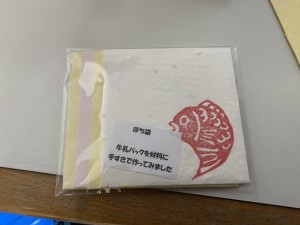 ぽち袋
牛乳パックを材料に
手すきで作ってみました